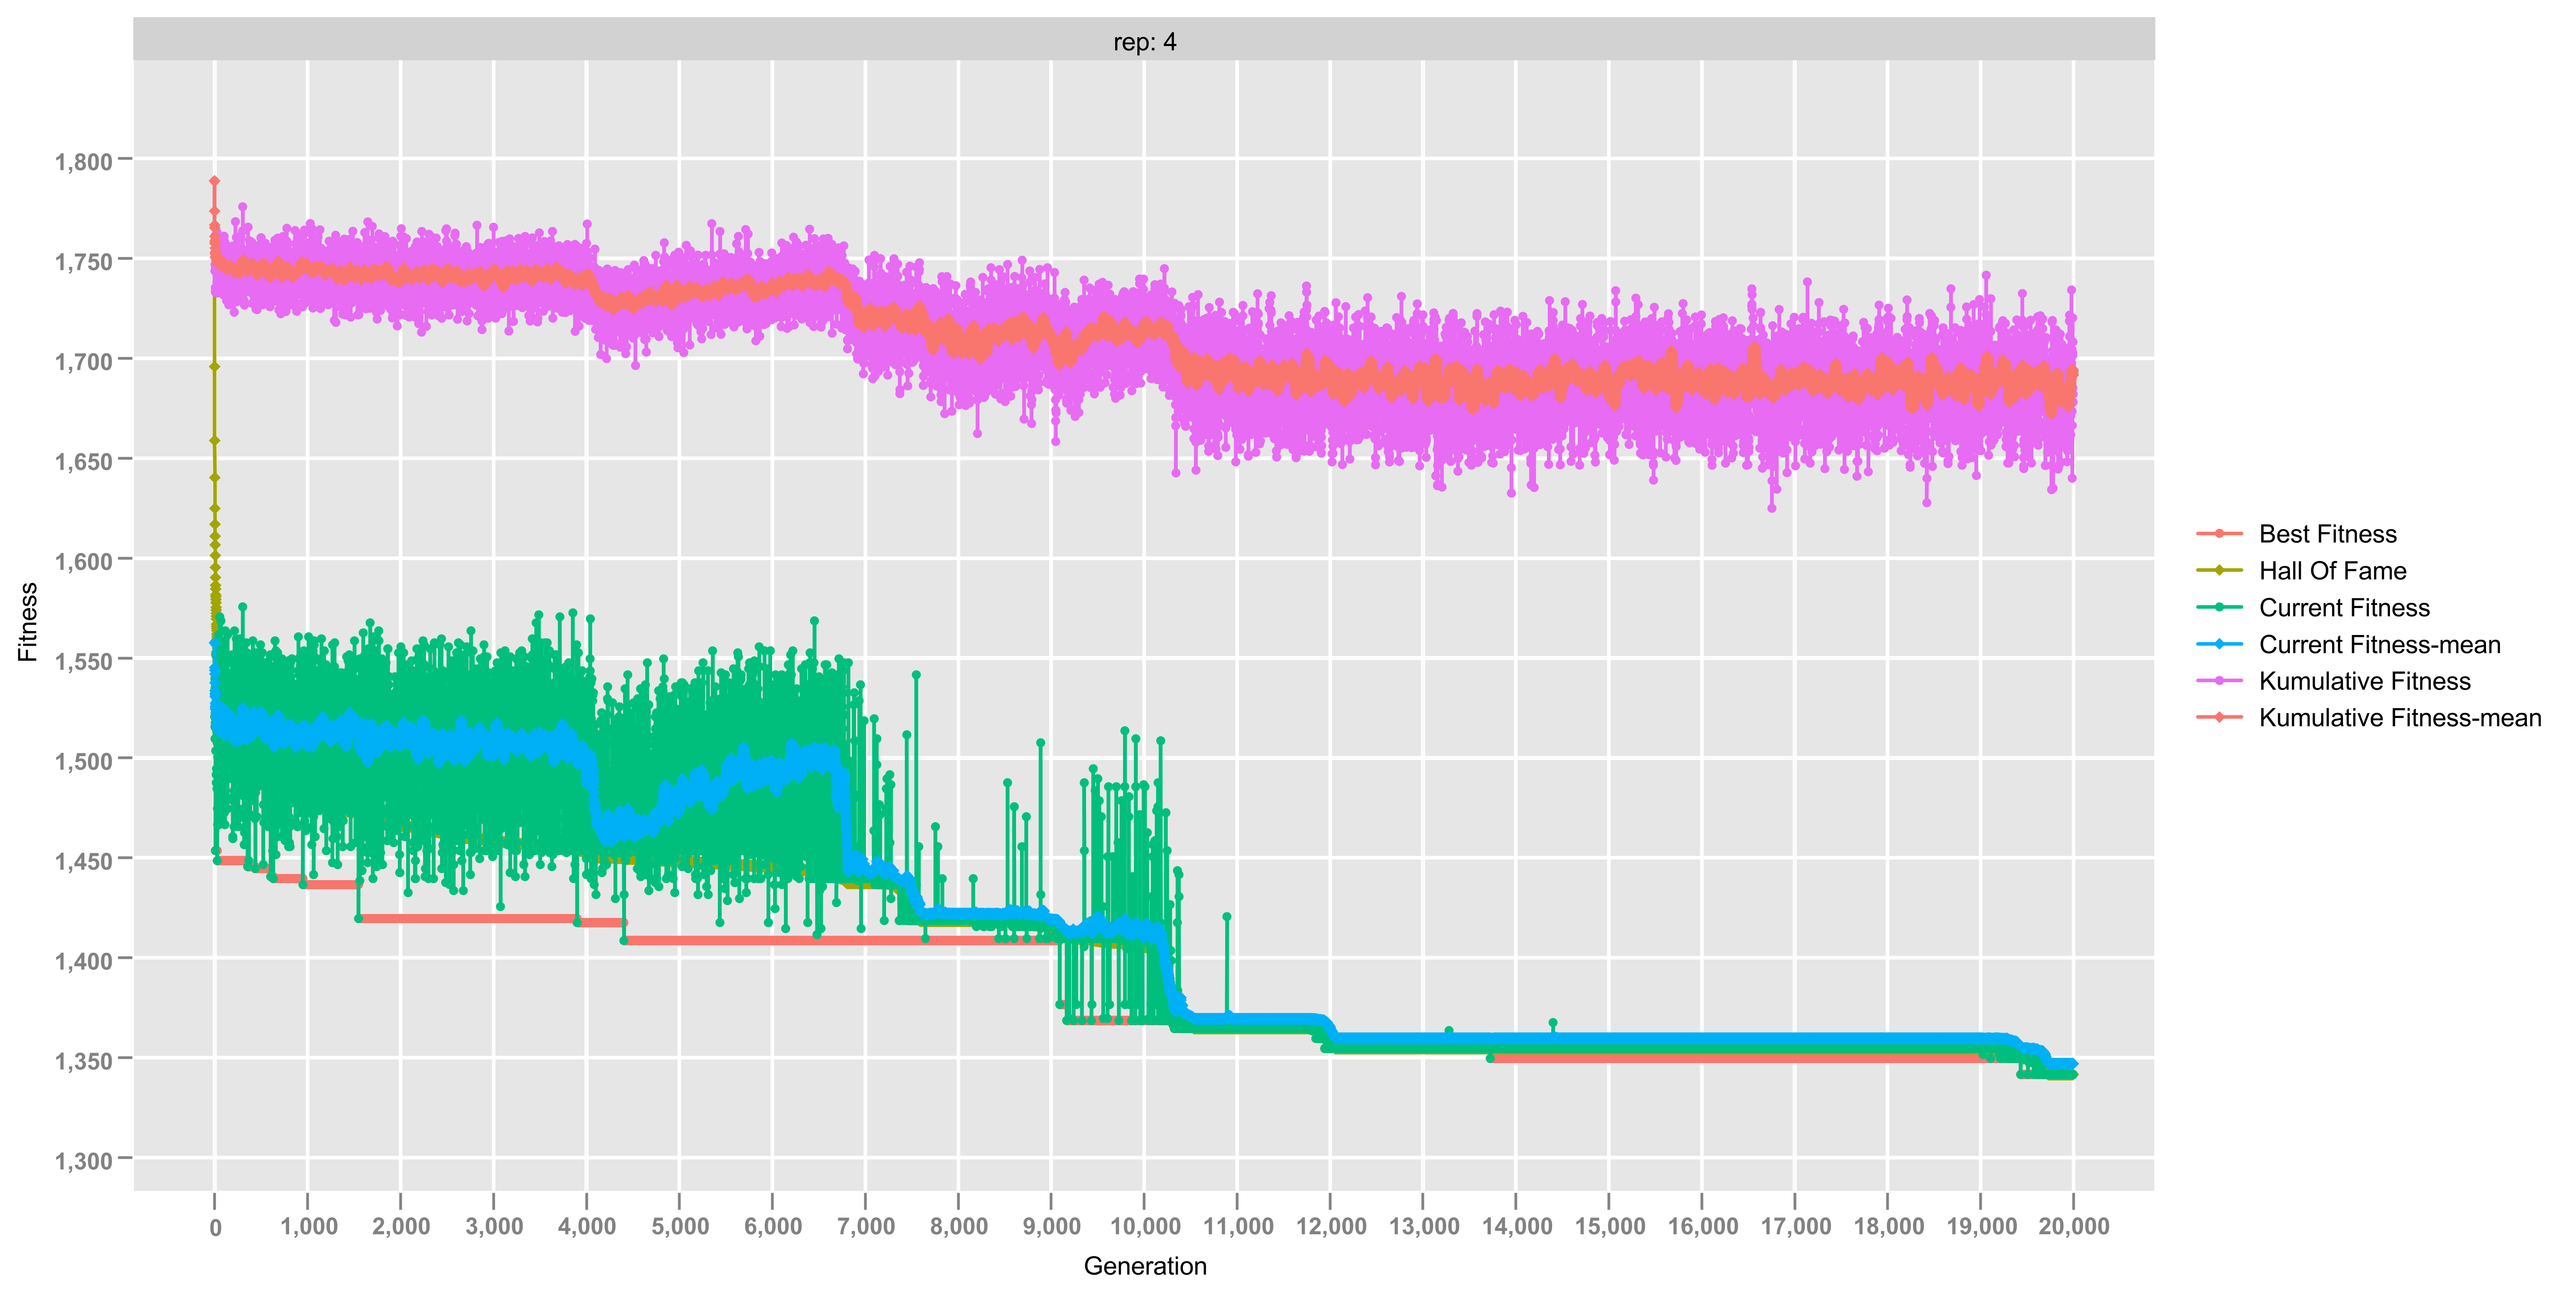 rep: 4
1,800
1,750
1,700
1,650
1,600
1,550
1,500
1,450
1,400
1,350
1,300
Fitness
0 1,000 2,000 3,000 4,000 5,000 6,000 7,000 8,000 9,000 10,000 11,000 12,000 13,000 14,000 15,000 16,000 17,000 18,000 19,000 20,000
Generation
Best Fitness
Hall Of Fame
Current Fitness
Current Fitness-mean
Kumulative Fitness
Kumulative Fitness-mean